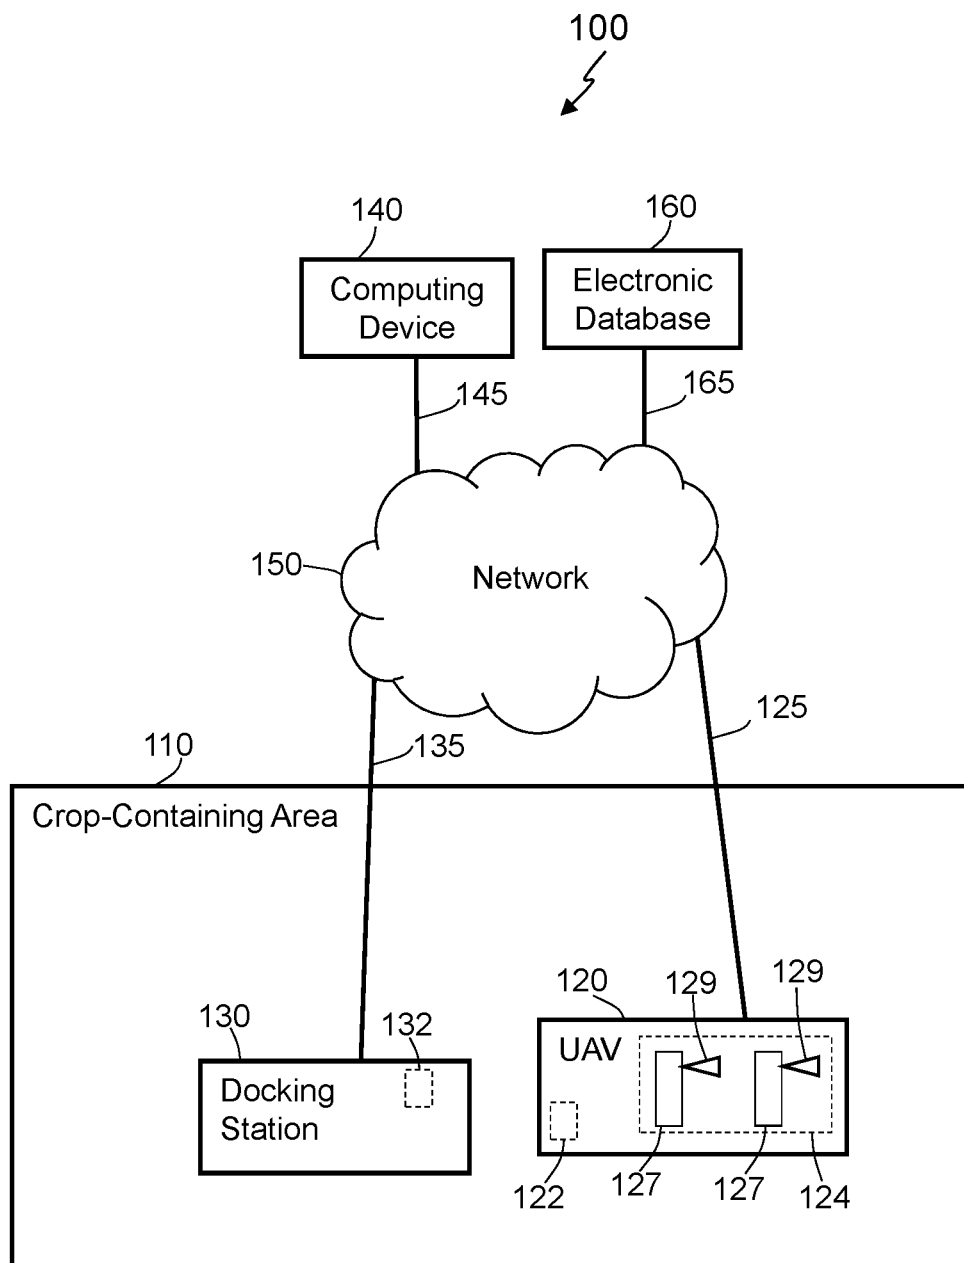 100
140
160
Computing
Device
Electronic
Database
145
165
150
Network
125
135
110
Crop-Containing Area
130
132
120
129
129
Docking
Station
UAV
122
127
127
124